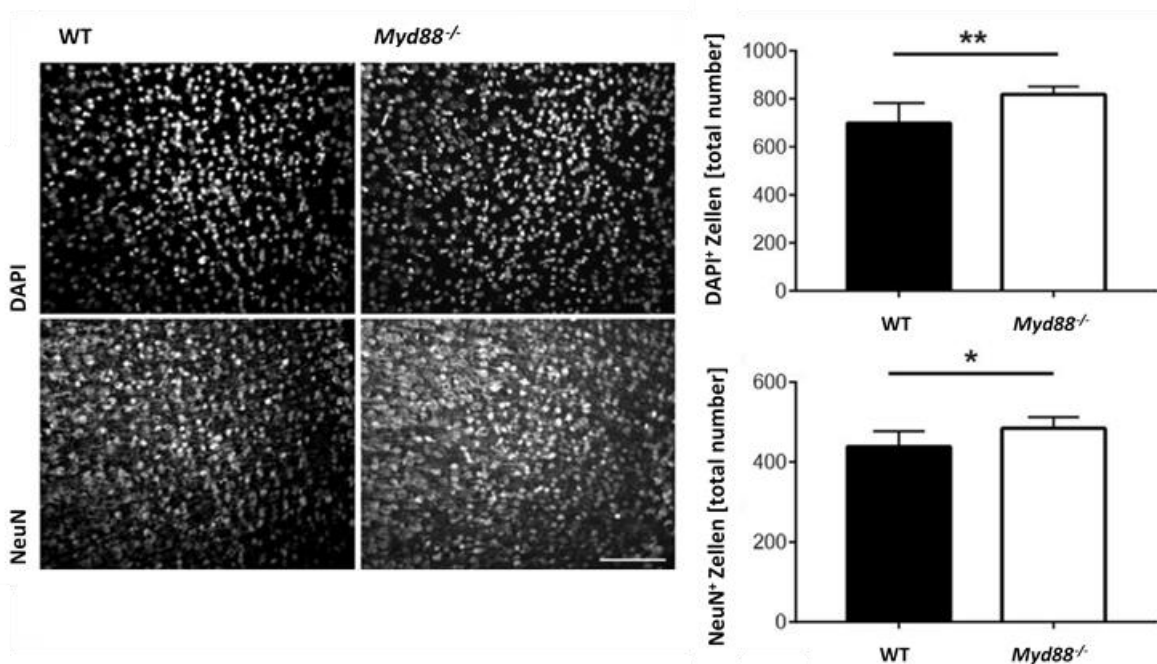 WT
Myd88-/-
DAPI
NeuN
DAPI+ Zellen [total number]
1000
800
600
400
200
0
**
WT
Myd88-/-
NeuN+ Zellen [total number]
600
400
200
0
*
WT
Myd88-/-